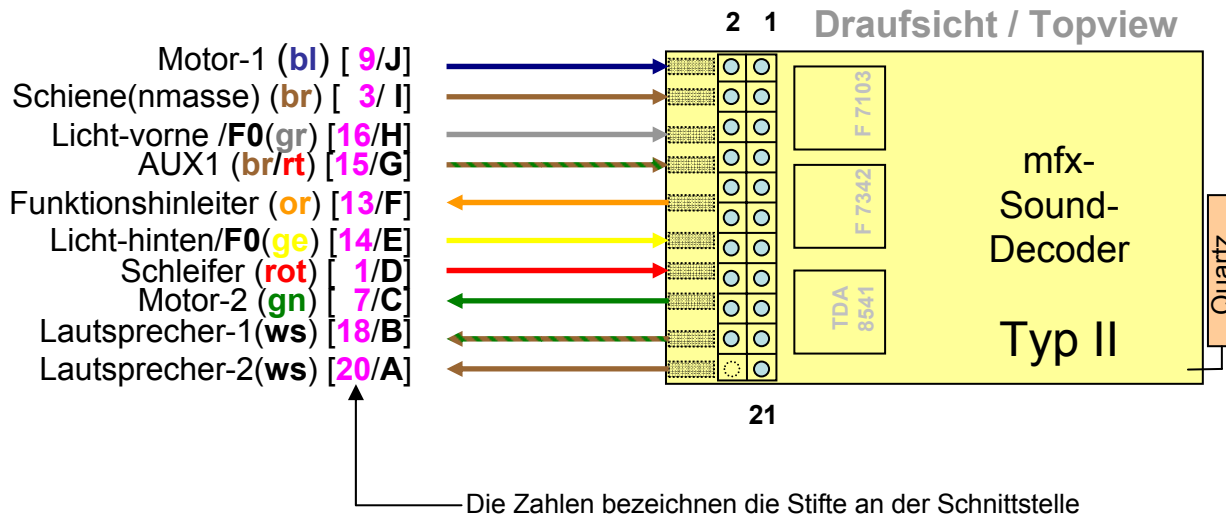 2 1 Draufsicht / Topview
Motor-1 (bl) [ 9/J]
Schiene(nmasse) (br) [ 3/ I]
Licht-vorne /F0(gr) [16/H]
AUX1 (br/rt) [15/G]
Funktionshinleiter (or) [13/F]
Licht-hinten/F0(ge) [14/E]
Schleifer (rot) [ 1/D]
Motor-2 (gn) [ 7/C]
Lautsprecher-1(ws) [18/B]
Lautsprecher-2(ws) [20/A]
F 7103
F 7342
TDA
8541
mfx-
Sound-
Decoder
Typ II
Quartz
21
Die Zahlen bezeichnen die Stifte an der Schnittstelle